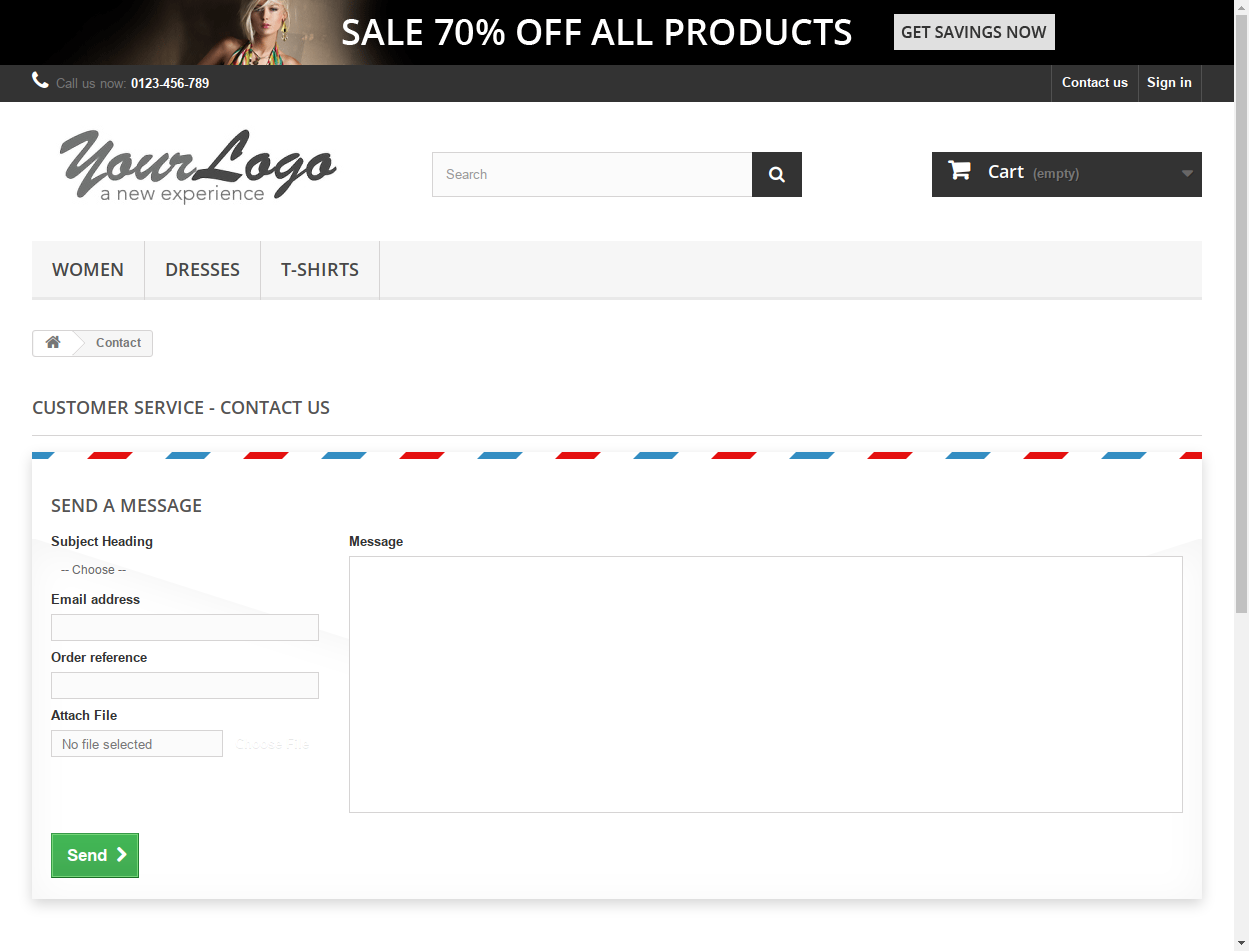 SALE 70% OFF ALL PRODUCTS GET SAVINGS NOW
Call us now: 0123-456-789 Contact us Sign in
YourLogo
a new experience
Search
Cart (empty)
WOMEN DRESSES T-SHIRTS
Contact
CUSTOMER SERVICE - CONTACT US
SEND A MESSAGE
Subject Heading
-- Choose --
Email address
Order reference
Attach File
No file selected Choose File
Message
Send